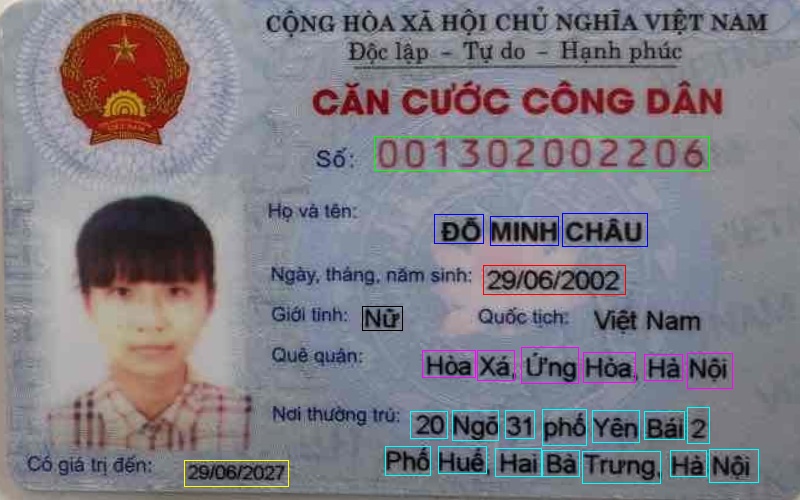 CỘNG HÒA XÃ HỘI CHỦ NGHĨA VIỆT NAM
Độc lập - Tự do - Hạnh phúc
CĂN CƯỚC CÔNG DÂN
Số: 001302002206
Họ và tên:
ĐỖ MINH CHÂU
Ngày, tháng, năm sinh: 29/06/2002
Giới tính: Nữ Quốc tịch: Việt Nam
Quê quán: Hòa Xá, Ứng Hòa, Hà Nội
Nơi thường trú: 20 Ngõ 31 phố Yên Bái 2
Phố Huế, Hai Bà Trưng, Hà Nội
Có giá trị đến: 29/06/2027
VIỆT NAM